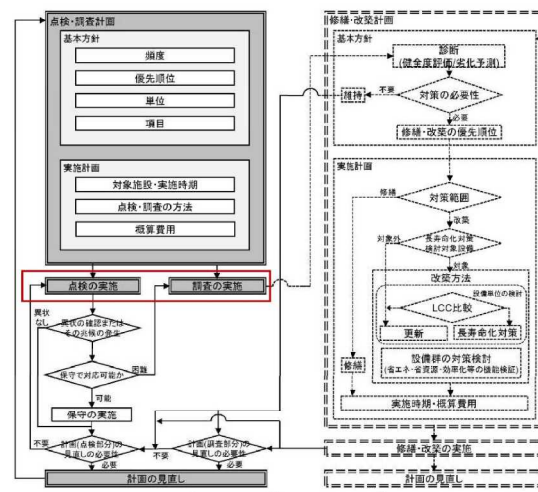 点検・調査計画
基本方針
頻度
優先順位
単位
項目
実施計画
対象施設・実施時期
点検・調査の方法
概算費用
点検の実施
調査の実施
異状
なし
異状の確認または
その兆候の発生
保守で対応可能か
困難
可能
保守の実施
不要
計画(点検部分)の
見直しの必要性
必要
不要
計画(調査部分)の
見直しの必要性
必要
計画の見直し
修繕・改築計画
基本方針
診断
(健全度評価/劣化予測)
維持
不要
対策の必要性
必要
修繕・改築の優先順位
実施計画
修繕
対策範囲
改築
対象外
長寿命化対策
検討対象設備
対象
改築方法
設備単位の検討
LCC比較
更新
長寿命化対策
設備群の対策検討
(省エネ・省資源・効率化等の機能検証)
修繕
実施時期・概算費用
修繕・改築の実施
計画の見直し